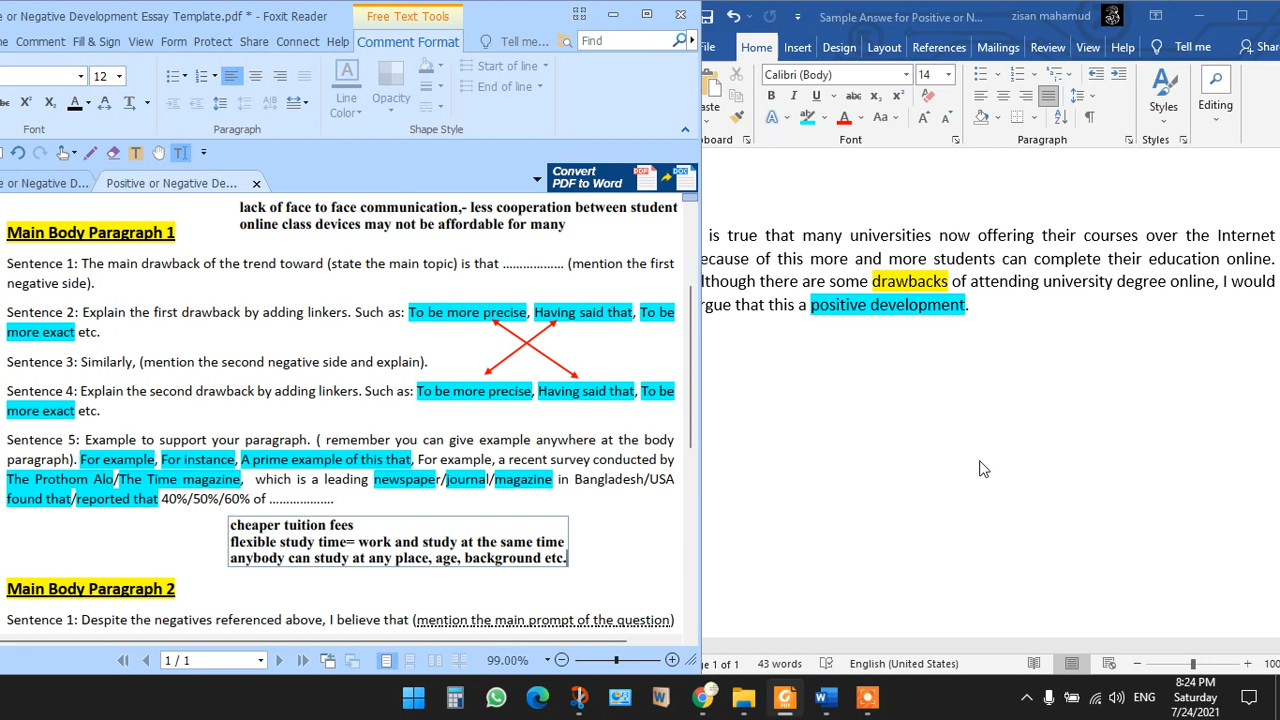 e or Negative Development Essay Template.pdf * - Foxit Reader
Free Text Tools
Comment Fill & Sign View Form Protect Share Connect Help Comment Format Tell me... Find
12
Line Color
Opacity
Start of line
End of line
Font Paragraph Shape Style
Convert
PDF to Word
e or Negative D... Positive or Negative De...
lack of face to face communication,- less cooperation between student
online class devices may not be affordable for many
Main Body Paragraph 1
Sentence 1: The main drawback of the trend toward (state the main topic) is that ................. (mention the first
negative side).
Sentence 2: Explain the first drawback by adding linkers. Such as: To be more precise, Having said that, To be
more exact etc.
Sentence 3: Similarly, (mention the second negative side and explain).
Sentence 4: Explain the second drawback by adding linkers. Such as: To be more precise, Having said that, To be
more exact etc.
Sentence 5: Example to support your paragraph. ( remember you can give example anywhere at the body
paragraph). For example, For instance, A prime example of this that, For example, a recent survey conducted by
The Prothom Alo/The Time magazine, which is a leading newspaper/journal/magazine in Bangladesh/USA
found that/reported that 40%/50%/60% of ...................
cheaper tuition fees
flexible study time= work and study at the same time
anybody can study at any place, age, background etc.
Main Body Paragraph 2
Sentence 1: Despite the negatives referenced above, I believe that (mention the main prompt of the question)
1 / 1
99.00%
Sample Answe for Positive or N... zisan mahamud
File Home Insert Design Layout References Mailings Review View Help Tell me Share
Calibri (Body) 14
Paste
Styles
Editing
Clipboard Font Paragraph Styles
is true that many universities now offering their courses over the Internet
ecause of this more and more students can complete their education online.
lthough there are some drawbacks of attending university degree online, I would
rgue that this a positive development.
ge 1 of 1 43 words English (United States) 100
ENG
8:24 PM
Saturday
7/24/2021